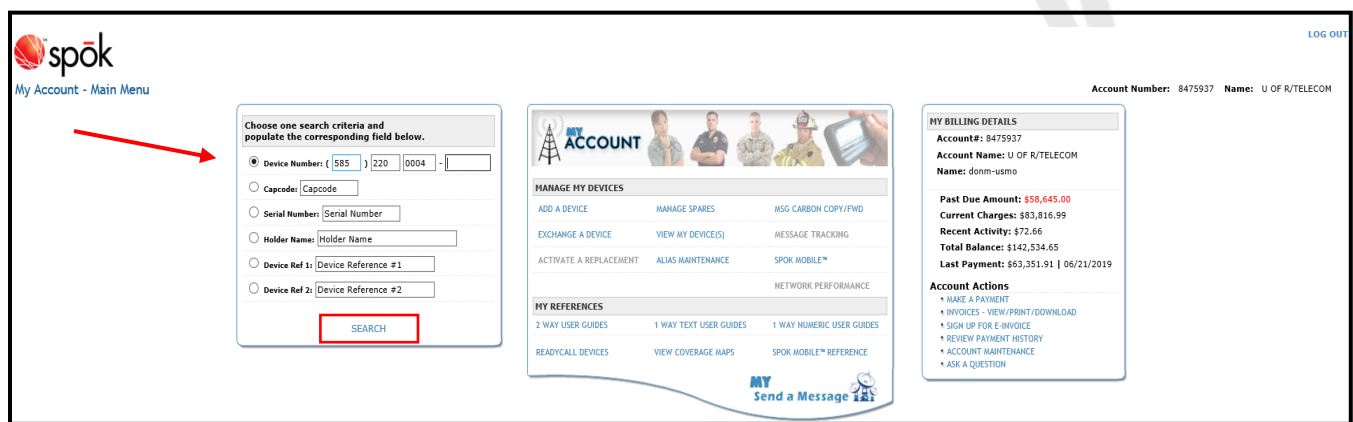 LOG OUT
spōk
My Account - Main Menu
Account Number: 8475937 Name: U OF R/TELECOM
Choose one search criteria and
populate the corresponding field below.
Device Number: ( 585 ) 220 0004 -
Capcode: Capcode
Serial Number: Serial Number
Holder Name: Holder Name
Device Ref 1: Device Reference #1
Device Ref 2: Device Reference #2
SEARCH
MY ACCOUNT
MANAGE MY DEVICES
ADD A DEVICE MANAGE SPARES MSG CARBON COPY/FWD
EXCHANGE A DEVICE VIEW MY DEVICE(S) MESSAGE TRACKING
ACTIVATE A REPLACEMENT ALIAS MAINTENANCE SPOK MOBILE™
NETWORK PERFORMANCE
MY REFERENCES
2 WAY USER GUIDES 1 WAY TEXT USER GUIDES 1 WAY NUMERIC USER GUIDES
READYCALL DEVICES VIEW COVERAGE MAPS SPOK MOBILE™ REFERENCE
MY
Send a Message
MY BILLING DETAILS
Account#: 8475937
Account Name: U OF R/TELECOM
Name: donm-usmo
Past Due Amount: $58,645.00
Current Charges: $83,816.99
Recent Activity: $72.66
Total Balance: $142,534.65
Last Payment: $63,351.91 | 06/21/2019
Account Actions
MAKE A PAYMENT
INVOICES - VIEW/PRINT/DOWNLOAD
SIGN UP FOR E-INVOICE
REVIEW PAYMENT HISTORY
ACCOUNT MAINTENANCE
ASK A QUESTION